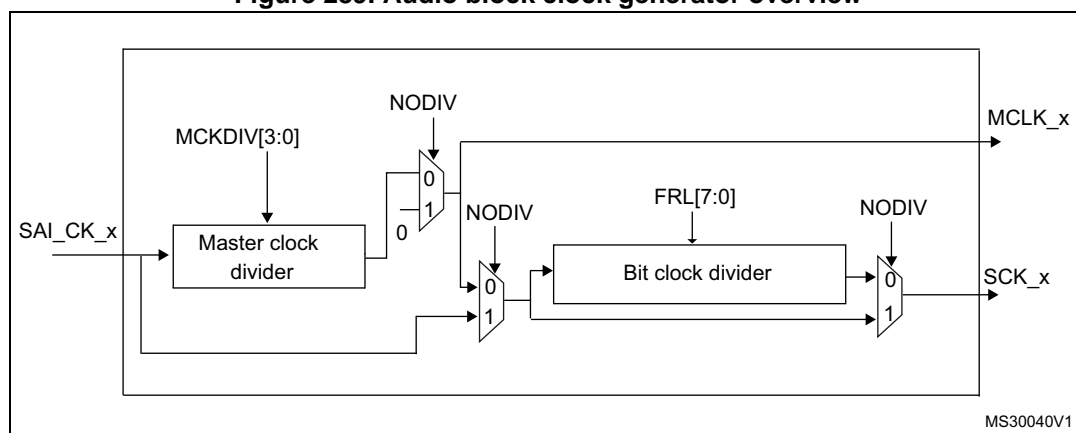 Figure 289. Audio block clock generator overview
NODIV
MCLK_x
MCKDIV[3:0]
0
1
0
NODIV
FRL[7:0]
NODIV
SAI_CK_x
Master clock
divider
0
1
Bit clock divider
0
1
SCK_x
MS30040V1